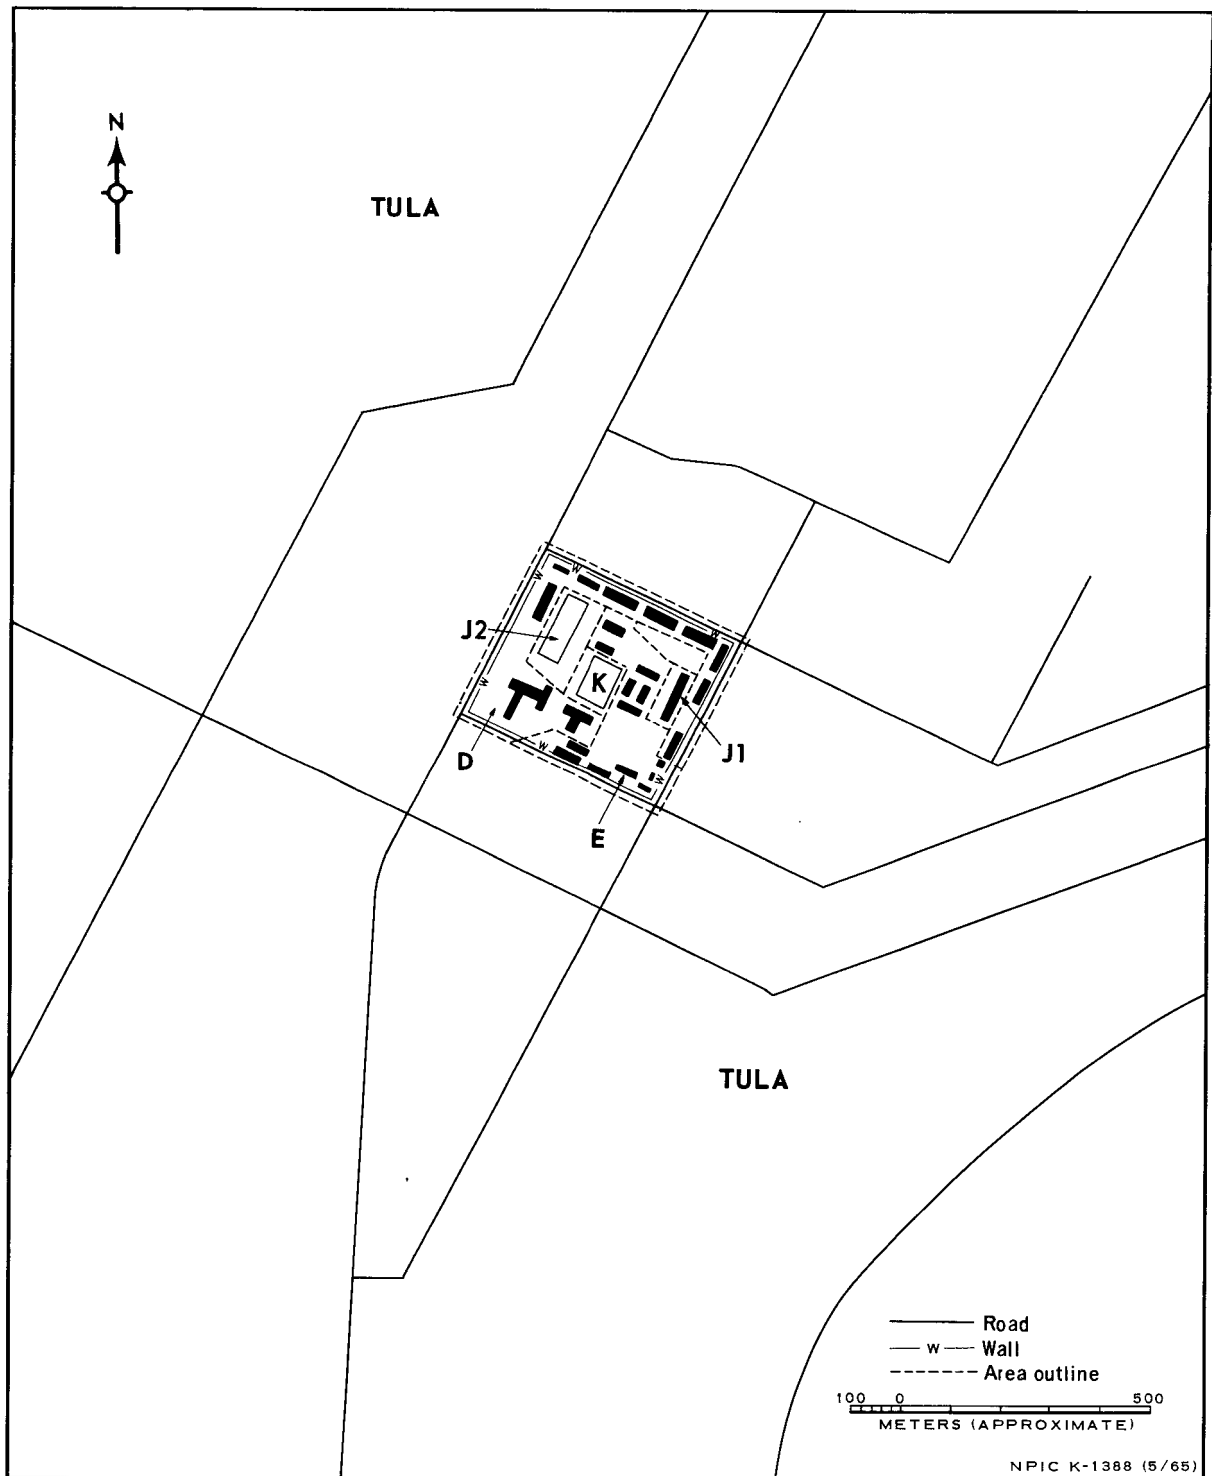 N
TULA
W
W
W
J2
K
W
D
J1
W
W
E
TULA
Road
W Wall
Area outline
100 0 500
METERS (APPROXIMATE)
NPIC K-1388 (5/65)